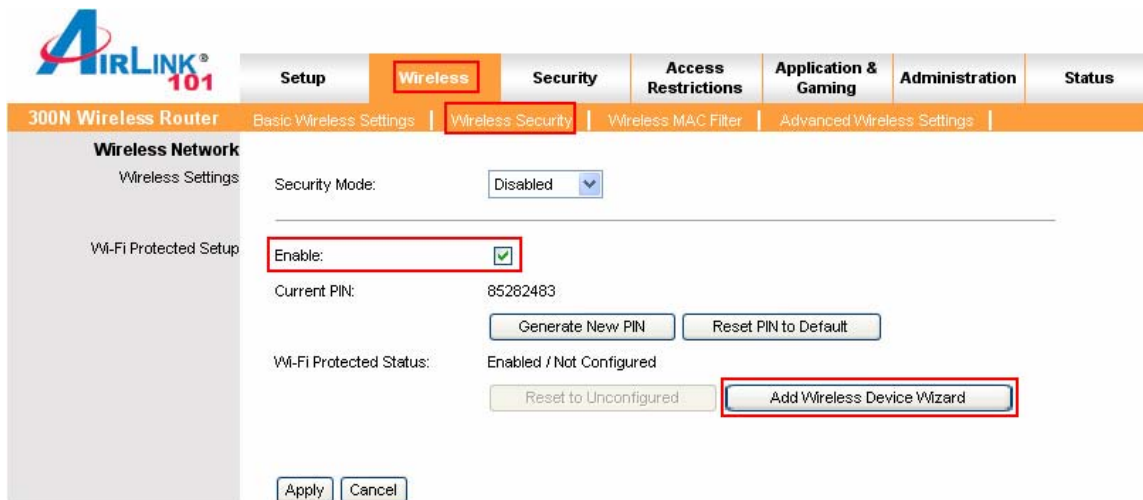 AIRLINK®
101
Setup
Wireless
Security
Access
Restrictions
Application &
Gaming
Administration
Status
300N Wireless Router
Basic Wireless Settings | Wireless Security | Wireless MAC Filter | Advanced Wireless Settings |
Wireless Network
Wireless Settings
Security Mode: Disabled
Wi-Fi Protected Setup
Enable:
Current PIN: 85282483
Generate New PIN Reset PIN to Default
Wi-Fi Protected Status: Enabled / Not Configured
Reset to Unconfigured Add Wireless Device Wizard
Apply Cancel